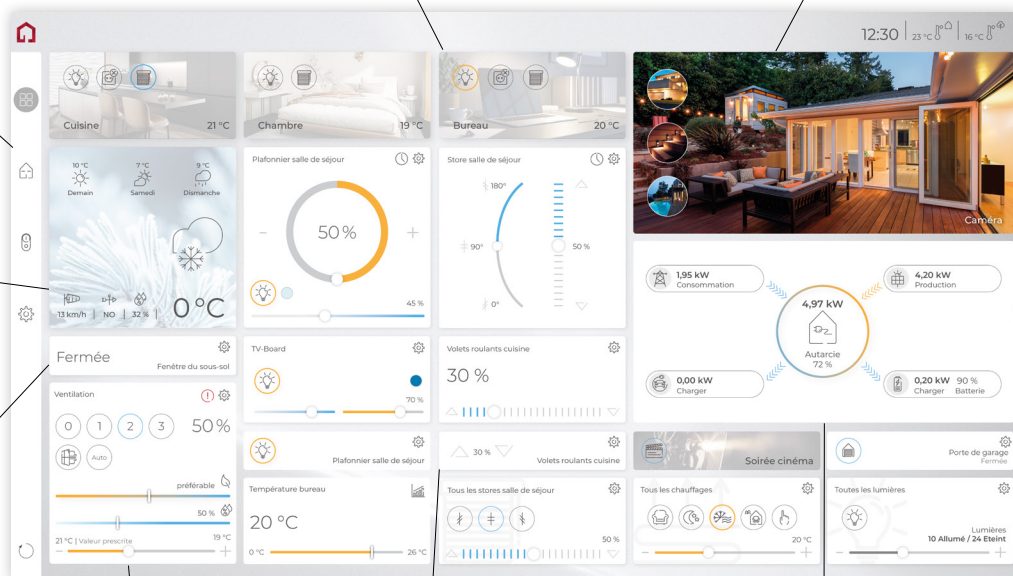 12:30 | 23 °C | 16 °C
Cuisine 21 °C
Chambre 19 °C
Bureau 20 °C
Caméra
10 °C 7 °C 9 °C
Demain Samedi Dismanche
13 km/h | NO | 32 % | 0 °C
Plafonnier salle de séjour
- 50 % +
45 %
Store salle de séjour
180°
90° 50 %
0°
1,95 kW
Consommation
4,20 kW
Production
4,97 kW
Autarcie
72 %
0,00 kW
Charger
0,20 kW 90 %
Charger Batterie
Fermée
Fenêtre du sous-sol
TV-Board
70 %
Volets roulants cuisine
30 %
Ventilation
0 1 2 3 50 %
Auto
préférable
50 %
21 °C | Valeur prescrite 19 °C
- +
Plafonnier salle de séjour
30 %
Volets roulants cuisine
Soirée cinéma
Porte de garage
Fermée
Température bureau
20 °C
0 °C 26 °C
Tous les stores salle de séjour
50 %
Tous les chauffages
20 °C
- +
Toutes les lumières
Lumières
10 Allumé / 24 Eteint
- +